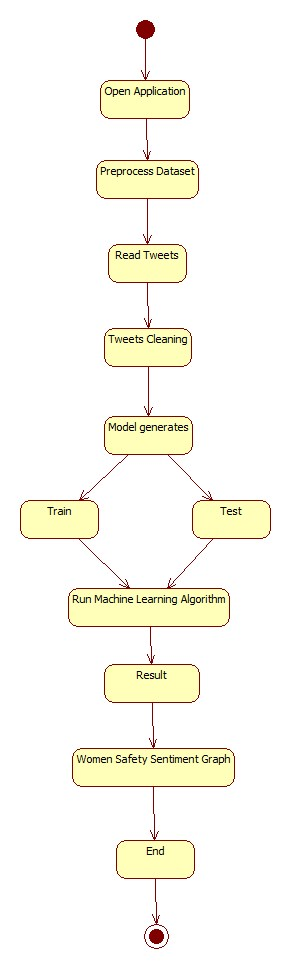 Open Application
Preprocess Dataset
Read Tweets
Tweets Cleaning
Model generates
Train
Test
Run Machine Learning Algorithm
Result
Women Safety Sentiment Graph
End